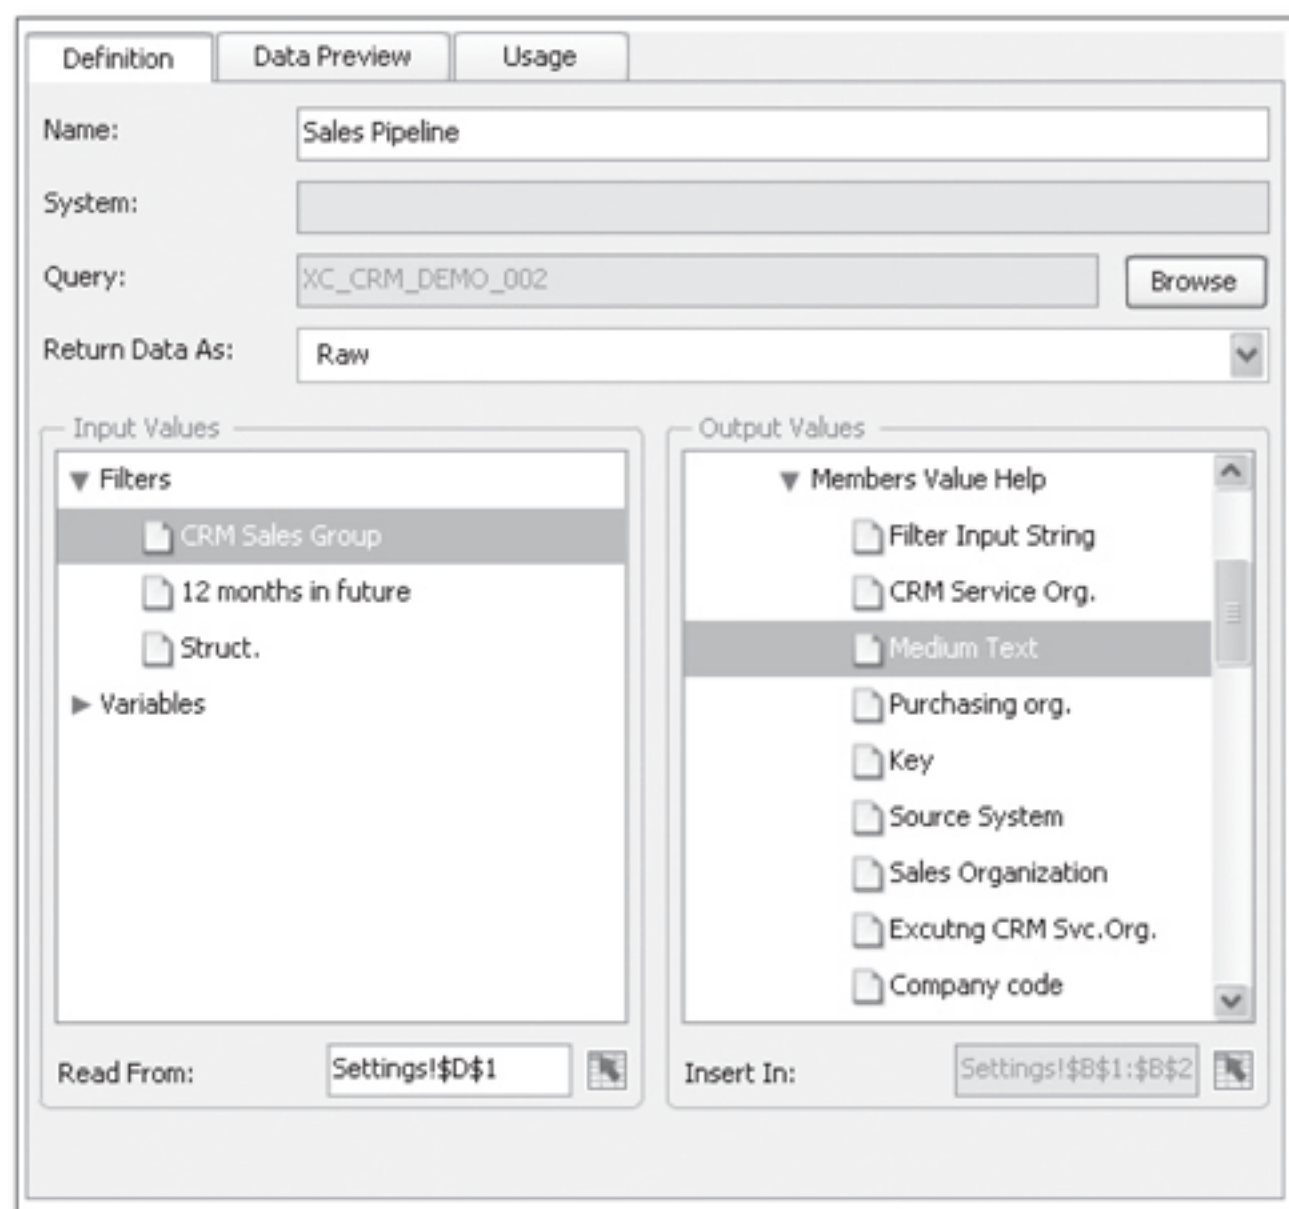 Definition Data Preview Usage
Name: Sales Pipeline
System:
Query: XC_CRM_DEMO_002 Browse
Return Data As: Raw
Input Values
Filters
CRM Sales Group
12 months in future
Struct.
Variables
Read From: Settings!$D$1
Output Values
Members Value Help
Filter Input String
CRM Service Org.
Medium Text
Purchasing org.
Key
Source System
Sales Organization
Excutng CRM Svc.Org.
Company code
Insert In: Settings!$B$1:$B$2